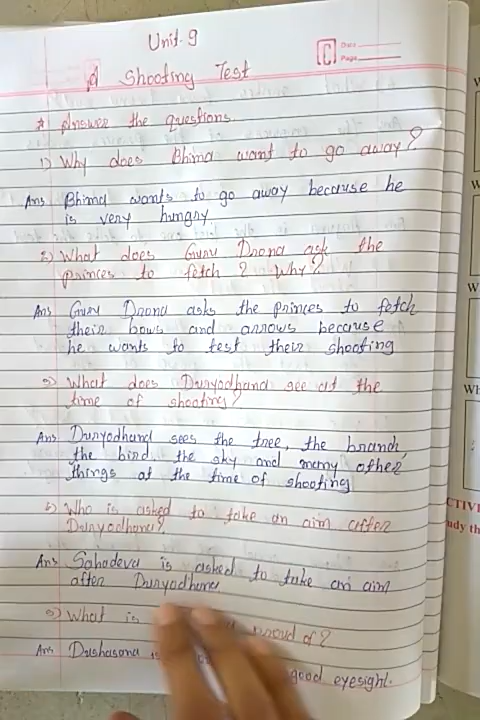 Unit-9
C Date
Page
A Shooting Test
* Answer the questions
1) Why does Bhima want to go away?
Ans Bhima wants to go away because he
is very hungry
2) What does Guru Drona ask the
princes to fetch? Why?
Ans Guru Drona asks the princes to fetch
their bows and arrows because
he wants to test their shooting
3) What does Duryodhana see at the
time of shooting?
Ans Duryodhana sees the tree, the branch,
the bird, the sky and many other
things at the time of shooting
4) Who is asked to take an aim after
Duryodhana?
Ans Sahadeva is asked to take an aim
after Duryodhana.
5) What is proud of?
Ans Dushasana good eyesight.